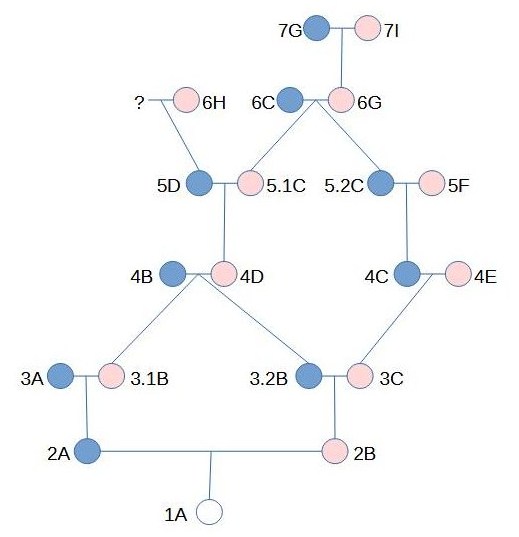 7G 7I
? 6H 6C 6G
5D 5.1C 5.2C 5F
4B 4D 4C 4E
3A 3.1B 3.2B 3C
2A 2B
1A